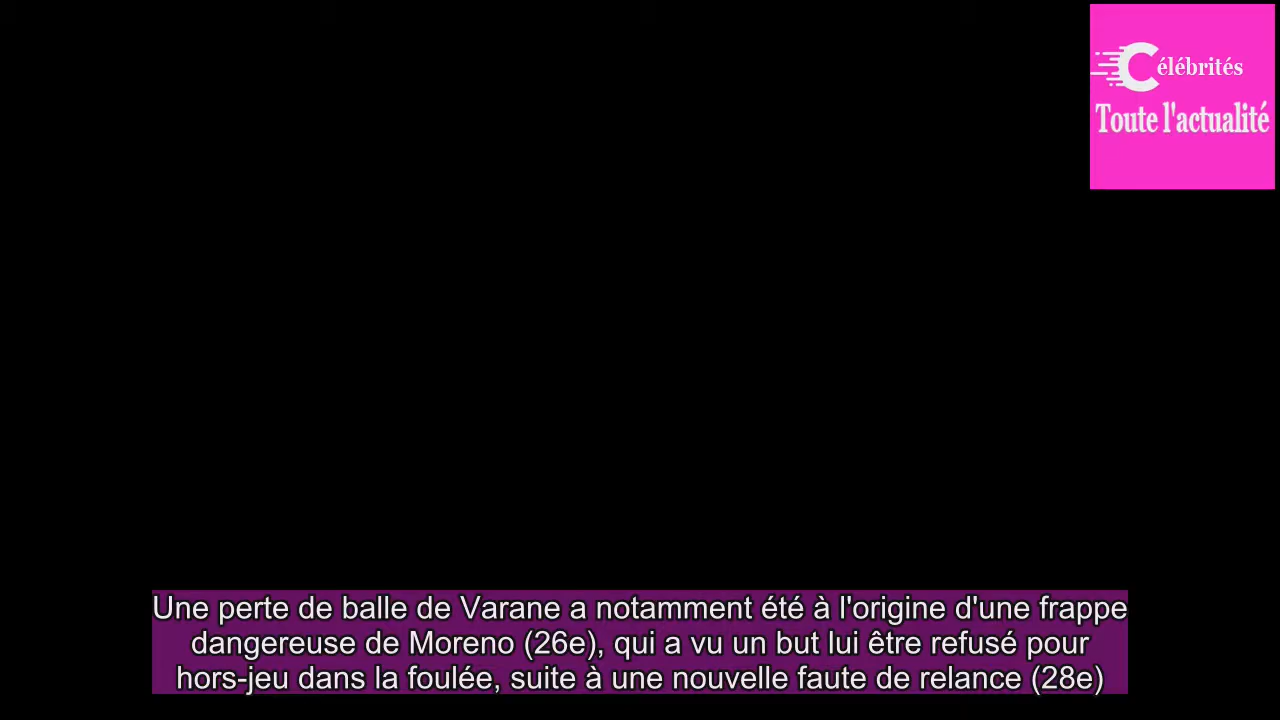 Célébrités
Toute l'actualité
Une perte de balle de Varane a notamment été à l'origine d'une frappe
dangereuse de Moreno (26e), qui a vu un but lui être refusé pour
hors-jeu dans la foulée, suite à une nouvelle faute de relance (28e)